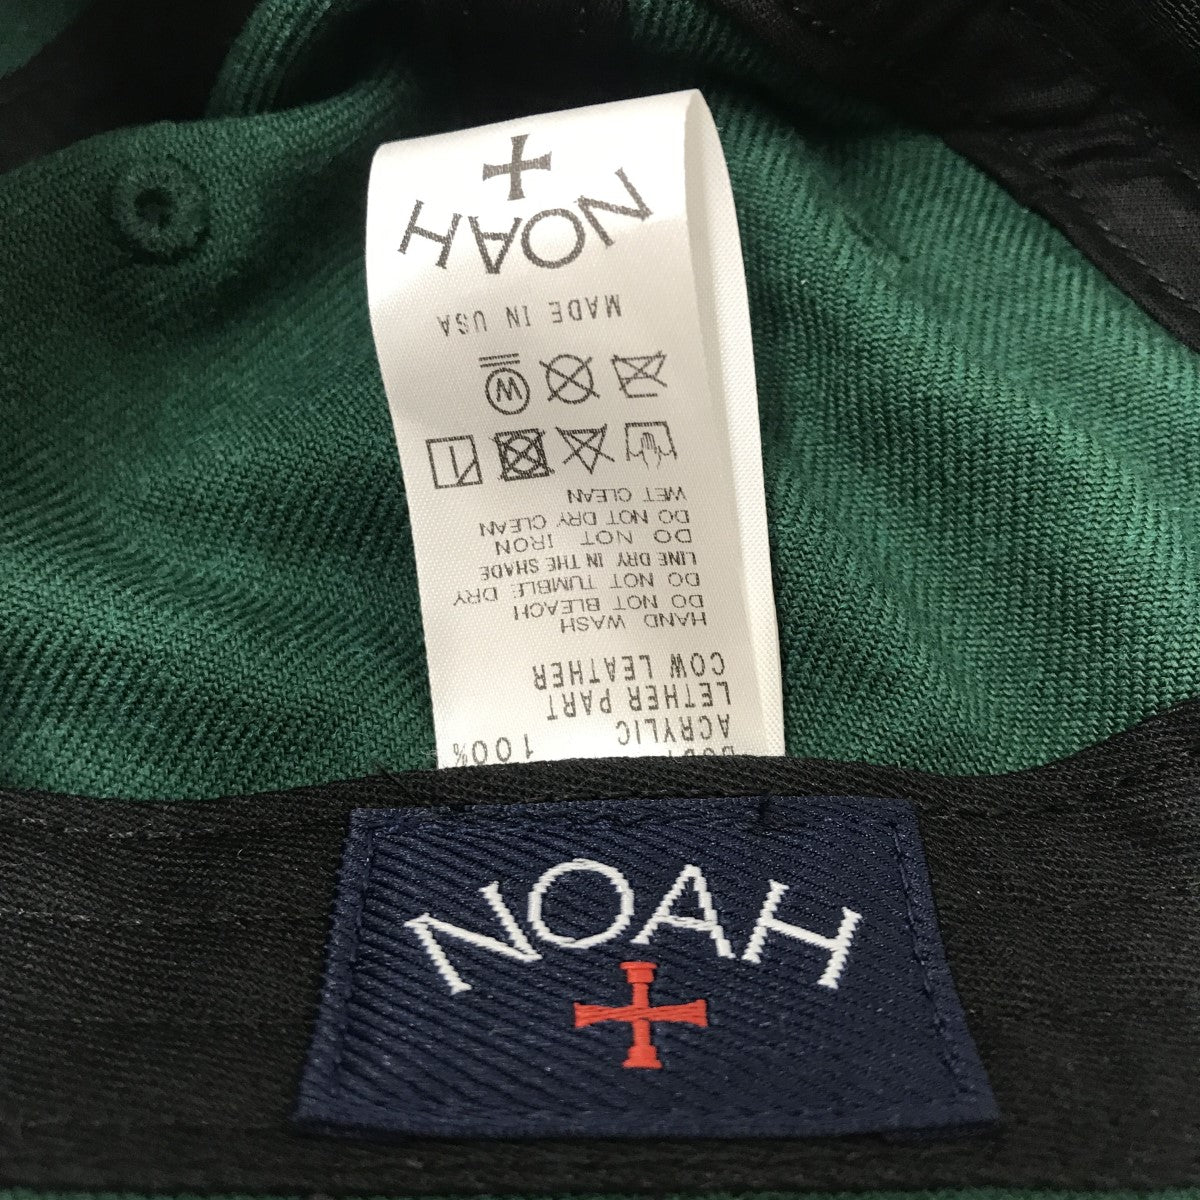 BODY
ACRYLIC 100%
LETHER PART
COW LEATHER
HAND WASH
DO NOT BLEACH
DO NOT TUMBLE DRY
LINE DRY IN THE SHADE
DO NOT IRON
DO NOT DRY CLEAN
WET CLEAN
W
MADE IN USA
NOAH
NOAH